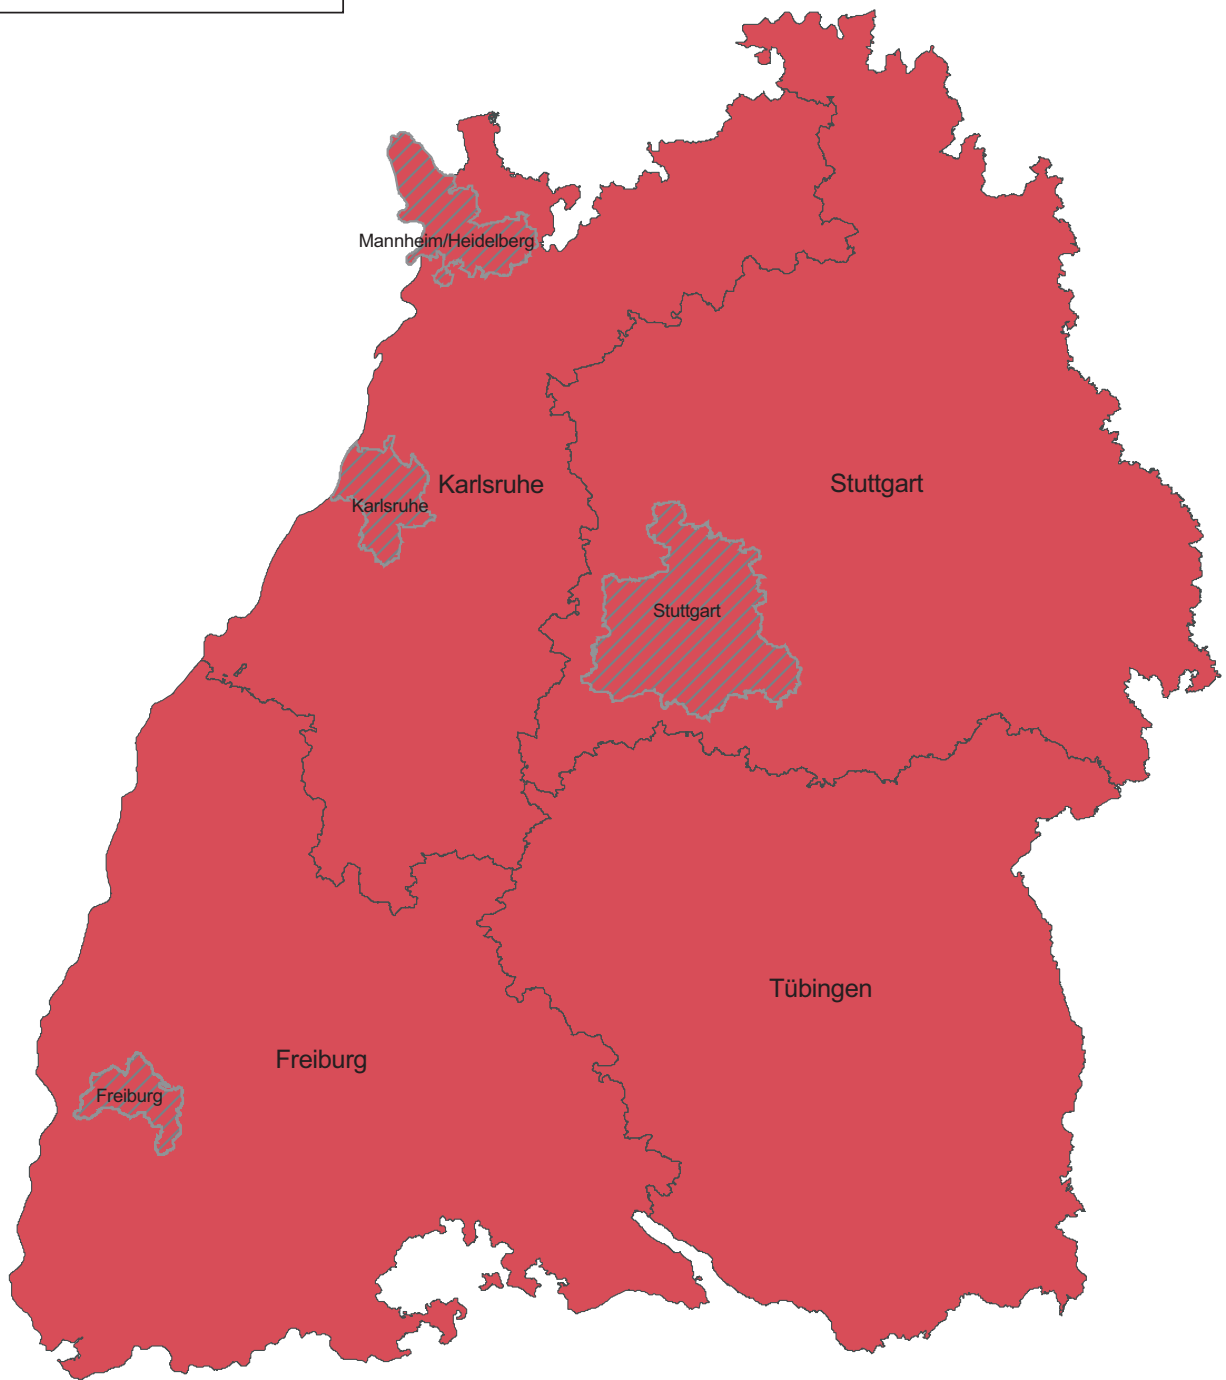 Mannheim/Heidelberg
Karlsruhe
Stuttgart
Karlsruhe
Stuttgart
Tübingen
Freiburg
Freiburg